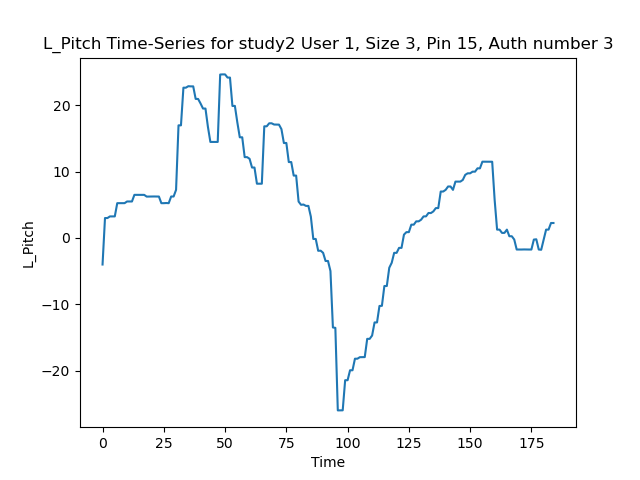 L_Pitch Time-Series for study2 User 1, Size 3, Pin 15, Auth number 3
20
10
0
−10
−20
L_Pitch
0 25 50 75 100 125 150 175
Time